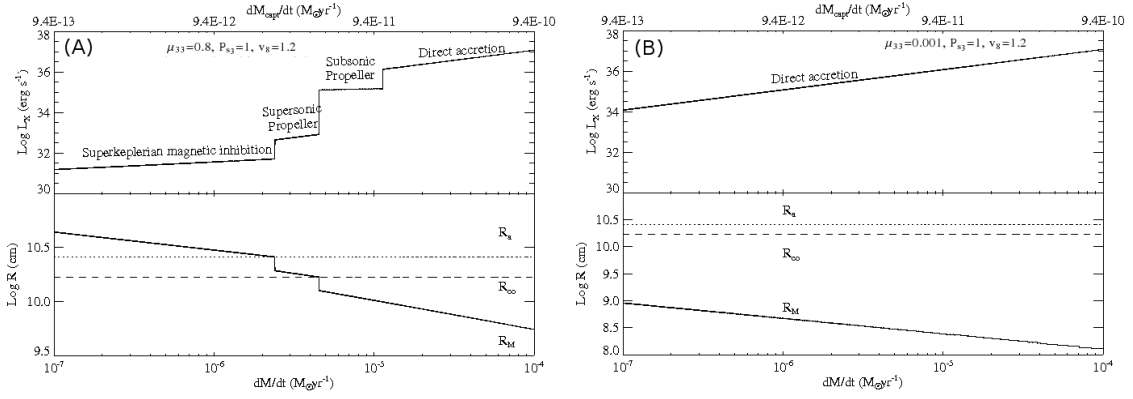 dM_capt/dt (M_⊙yr⁻¹)
9.4E-13 9.4E-12 9.4E-11 9.4E-10
(A)
μ₃₃=0.8, P_s3=1, v₈=1.2
Direct accretion
Subsonic
Propeller
Supersonic
Propeller
Superkeplerian magnetic inhibition
Log L_X (erg s⁻¹)
38
36
34
32
30
R_a
R_co
R_M
Log R (cm)
10.5
10.0
9.5
10⁻⁷ 10⁻⁶ 10⁻⁵ 10⁻⁴
dM/dt (M_⊙yr⁻¹)
dM_capt/dt (M_⊙yr⁻¹)
9.4E-13 9.4E-12 9.4E-11 9.4E-10
(B)
μ₃₃=0.001, P_s3=1, v₈=1.2
Direct accretion
Log L_X (erg s⁻¹)
38
36
34
32
30
R_a
R_co
R_M
Log R (cm)
10.5
10.0
9.0
8.5
8.0
10⁻⁷ 10⁻⁶ 10⁻⁵ 10⁻⁴
dM/dt (M_⊙yr⁻¹)